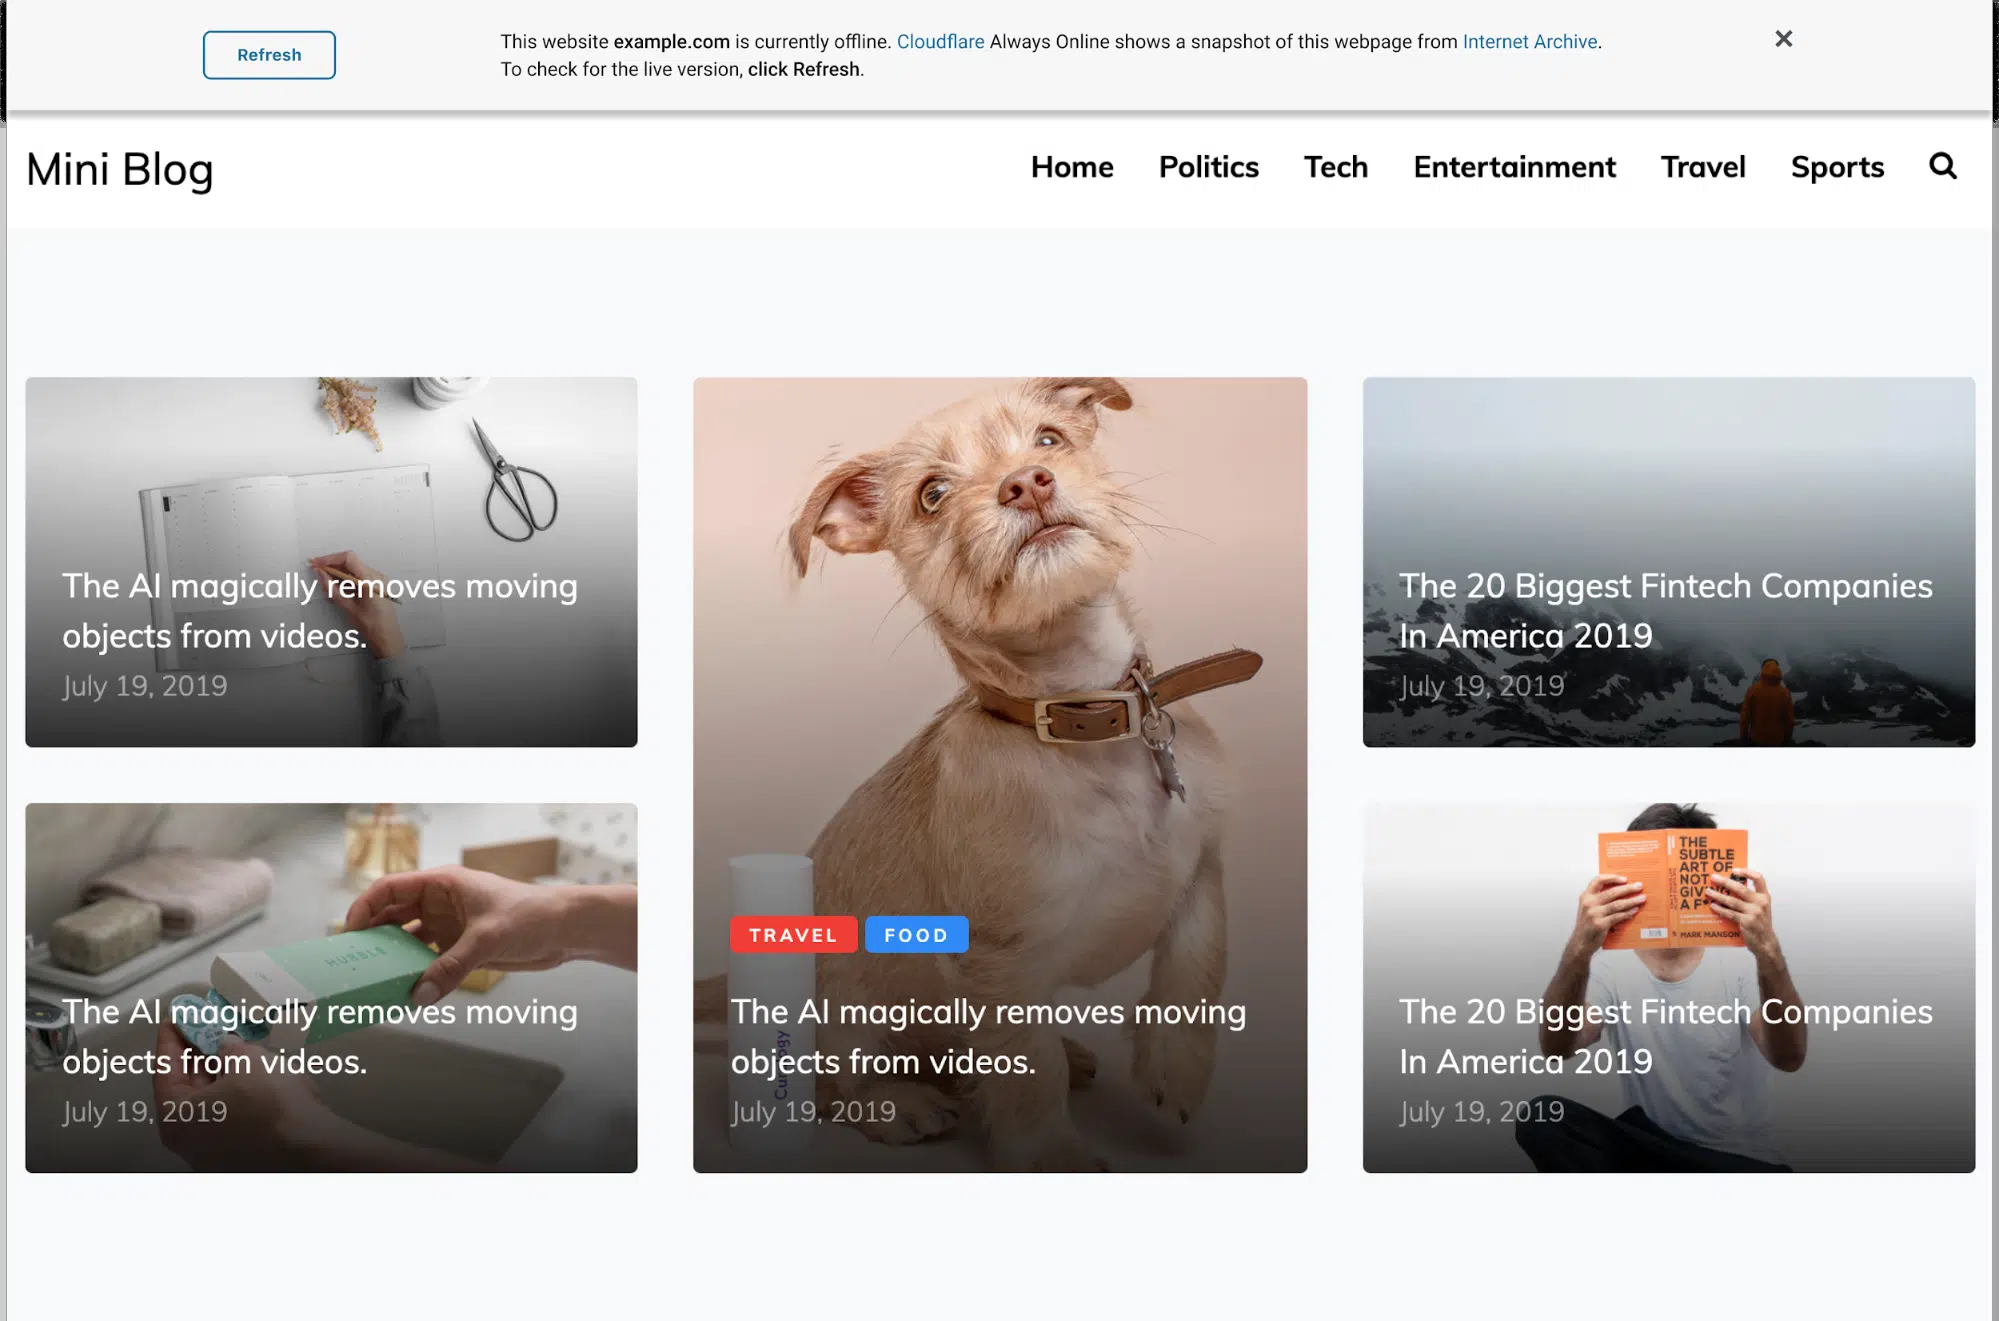 Refresh
This website example.com is currently offline. Cloudflare Always Online shows a snapshot of this webpage from Internet Archive.
To check for the live version, click Refresh.
Mini Blog
Home Politics Tech Entertainment Travel Sports
The AI magically removes moving
objects from videos.
July 19, 2019
TRAVEL FOOD
The AI magically removes moving
objects from videos.
July 19, 2019
The 20 Biggest Fintech Companies
In America 2019
July 19, 2019
HUBBLE
The AI magically removes moving
objects from videos.
July 19, 2019
THE
SUBTLE
ART OF
NOT
GIVING
A F*
MARK MANSON
The 20 Biggest Fintech Companies
In America 2019
July 19, 2019